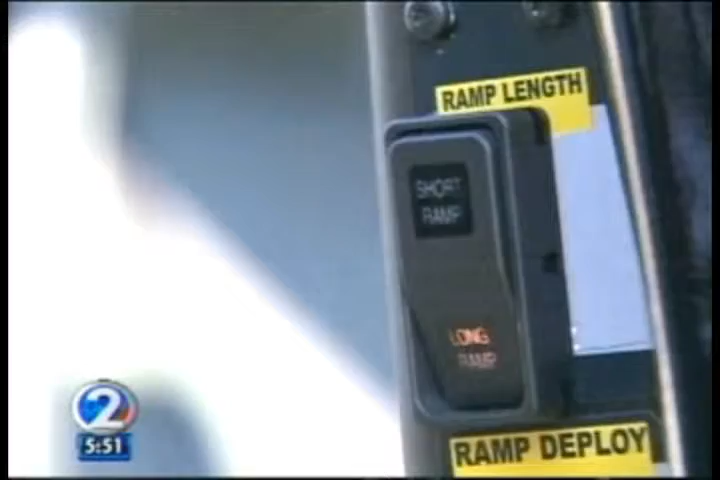 RAMP LENGTH
SHORT
RAMP
LONG
RAMP
RAMP DEPLOY
2
5:51